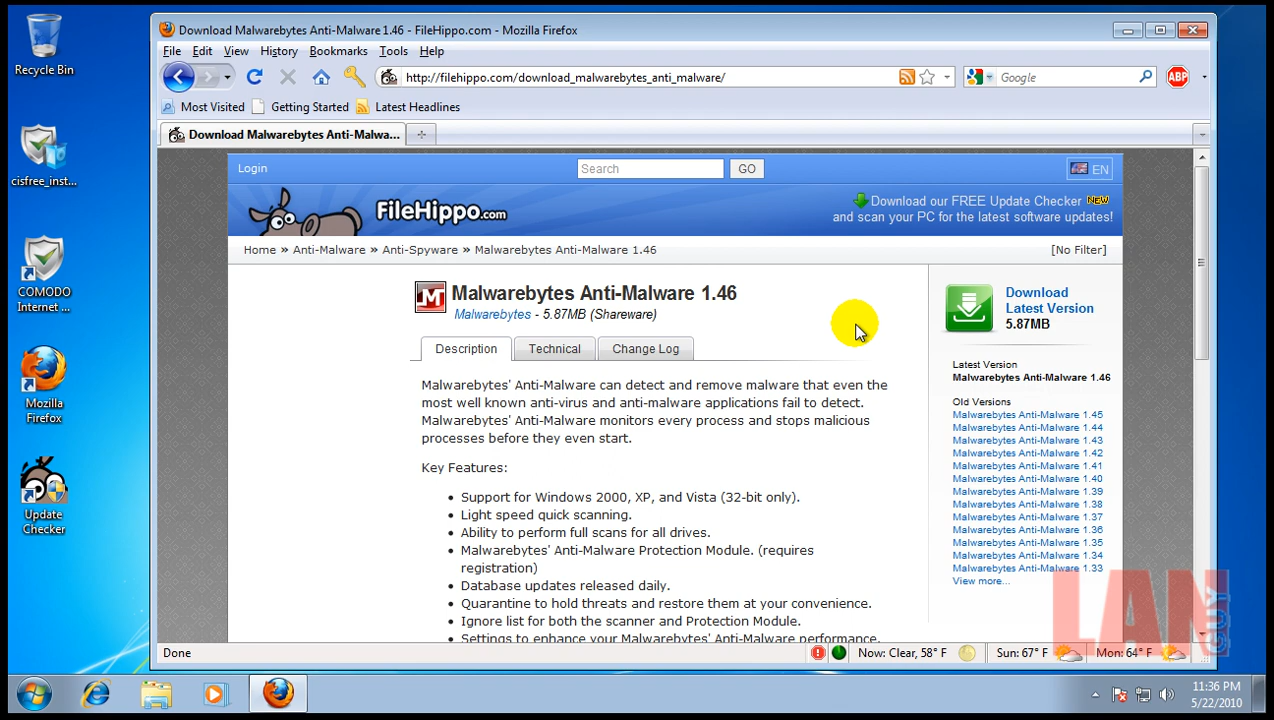 Recycle Bin
cisfree_inst...
COMODO
Internet ...
Mozilla
Firefox
Update
Checker
Download Malwarebytes Anti-Malware 1.46 - FileHippo.com - Mozilla Firefox
File Edit View History Bookmarks Tools Help
http://filehippo.com/download_malwarebytes_anti_malware/
Google
ABP
Most Visited Getting Started Latest Headlines
Download Malwarebytes Anti-Malwa...
Login
Search
GO
EN
FileHippo.com
Download our FREE Update Checker NEW
and scan your PC for the latest software updates!
Home » Anti-Malware » Anti-Spyware » Malwarebytes Anti-Malware 1.46
[No Filter]
Malwarebytes Anti-Malware 1.46
Malwarebytes - 5.87MB (Shareware)
Description Technical Change Log
Malwarebytes' Anti-Malware can detect and remove malware that even the
most well known anti-virus and anti-malware applications fail to detect.
Malwarebytes' Anti-Malware monitors every process and stops malicious
processes before they even start.
Key Features:
• Support for Windows 2000, XP, and Vista (32-bit only).
• Light speed quick scanning.
• Ability to perform full scans for all drives.
• Malwarebytes' Anti-Malware Protection Module. (requires
registration)
• Database updates released daily.
• Quarantine to hold threats and restore them at your convenience.
• Ignore list for both the scanner and Protection Module.
• Settings to enhance your Malwarebytes' Anti-Malware performance.
Download
Latest Version
5.87MB
Latest Version
Malwarebytes Anti-Malware 1.46
Old Versions
Malwarebytes Anti-Malware 1.45
Malwarebytes Anti-Malware 1.44
Malwarebytes Anti-Malware 1.43
Malwarebytes Anti-Malware 1.42
Malwarebytes Anti-Malware 1.41
Malwarebytes Anti-Malware 1.40
Malwarebytes Anti-Malware 1.39
Malwarebytes Anti-Malware 1.38
Malwarebytes Anti-Malware 1.37
Malwarebytes Anti-Malware 1.36
Malwarebytes Anti-Malware 1.35
Malwarebytes Anti-Malware 1.34
Malwarebytes Anti-Malware 1.33
View more...
LAN
GUY
Done
Now: Clear, 58° F
Sun: 67° F
Mon: 64° F
11:36 PM
5/22/2010